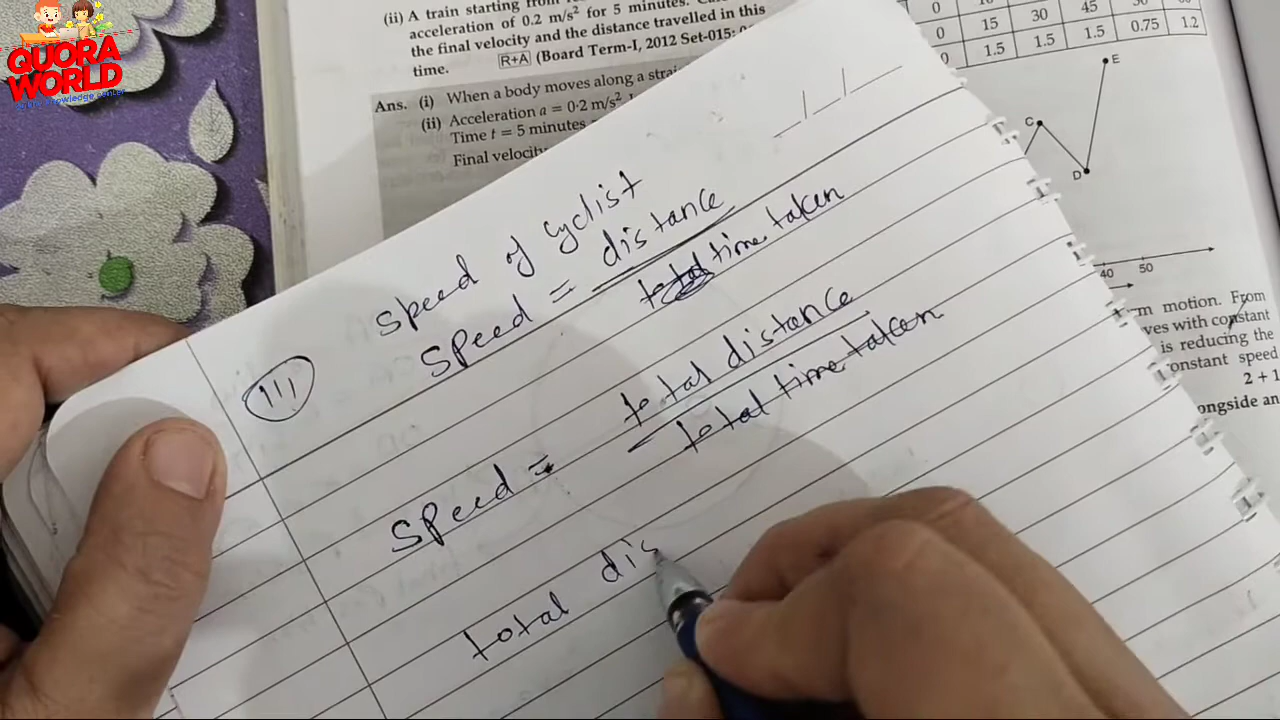 QUORA
WORLD
(ii) A train starting from
acceleration of 0.2 m/s² for 5 minutes.
the final velocity and the distance travelled in this
time. R+A (Board Term-I, 2012 Set-015;
Ans. (i) When a body moves along a
(ii) Acceleration a = 0·2 m/s²
Time t = 5 minutes
Final velocity
0 15 30 45
0 1.5 1.5 1.5 0.75 1.2
E
C
D
40 50
m motion. From
ves with constant
is reducing the
onstant speed
2 + 1
ongside an
(III) Speed of Cyclist
Speed = distance
time taken
Speed = total distance
total time taken
total dis